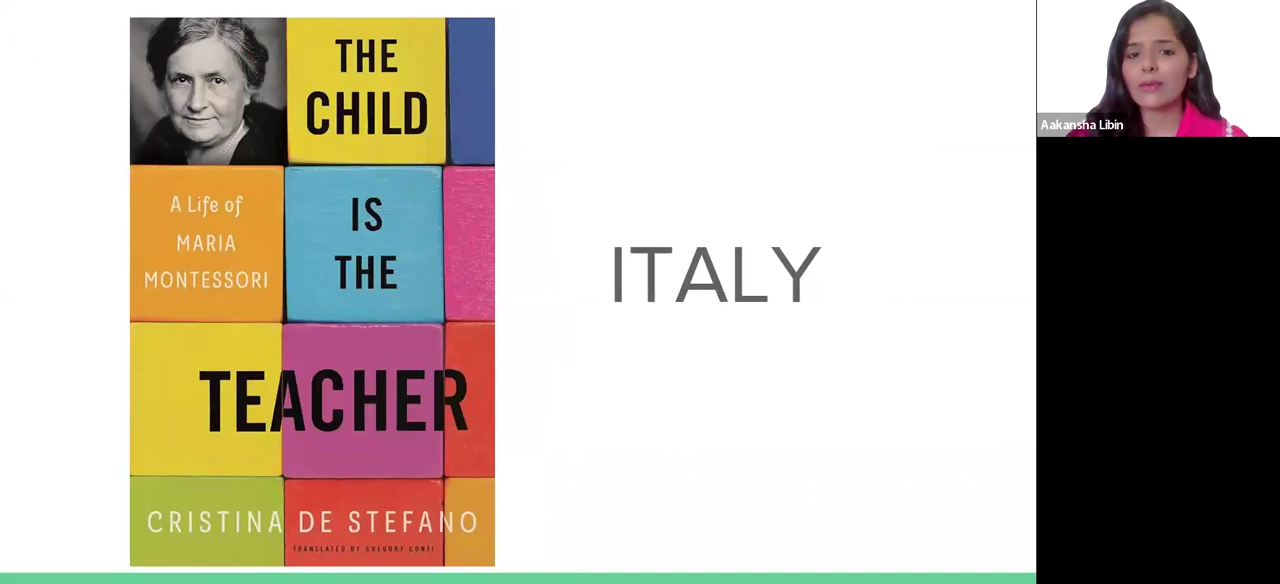 THE
CHILD
A Life of
MARIA
MONTESSORI
IS
THE
TEACHER
CRISTINA DE STEFANO
TRANSLATED BY GREGORY CONTI
ITALY
Aakansha Libin